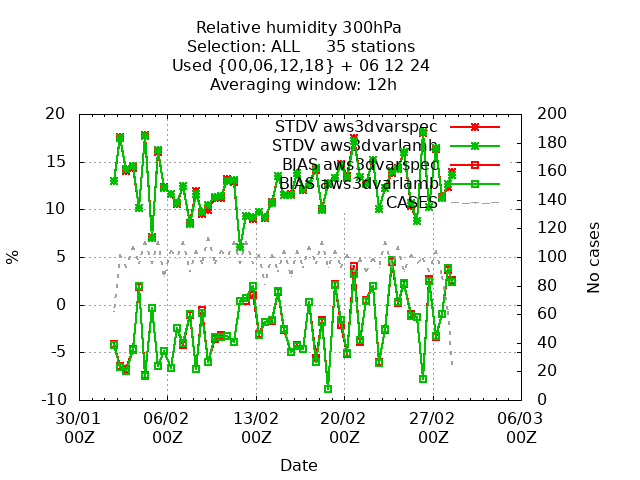 Relative humidity 300hPa
Selection: ALL 35 stations
Used {00,06,12,18} + 06 12 24
Averaging window: 12h
STDV aws3dvarspec
STDV aws3dvarlamb
BIAS aws3dvarspec
BIAS aws3dvarlamb
CASES
20
15
10
5
0
-5
-10
%
200
180
160
140
120
100
80
60
40
20
0
No cases
30/01 06/02 13/02 20/02 27/02 06/03
00Z 00Z 00Z 00Z 00Z 00Z
Date